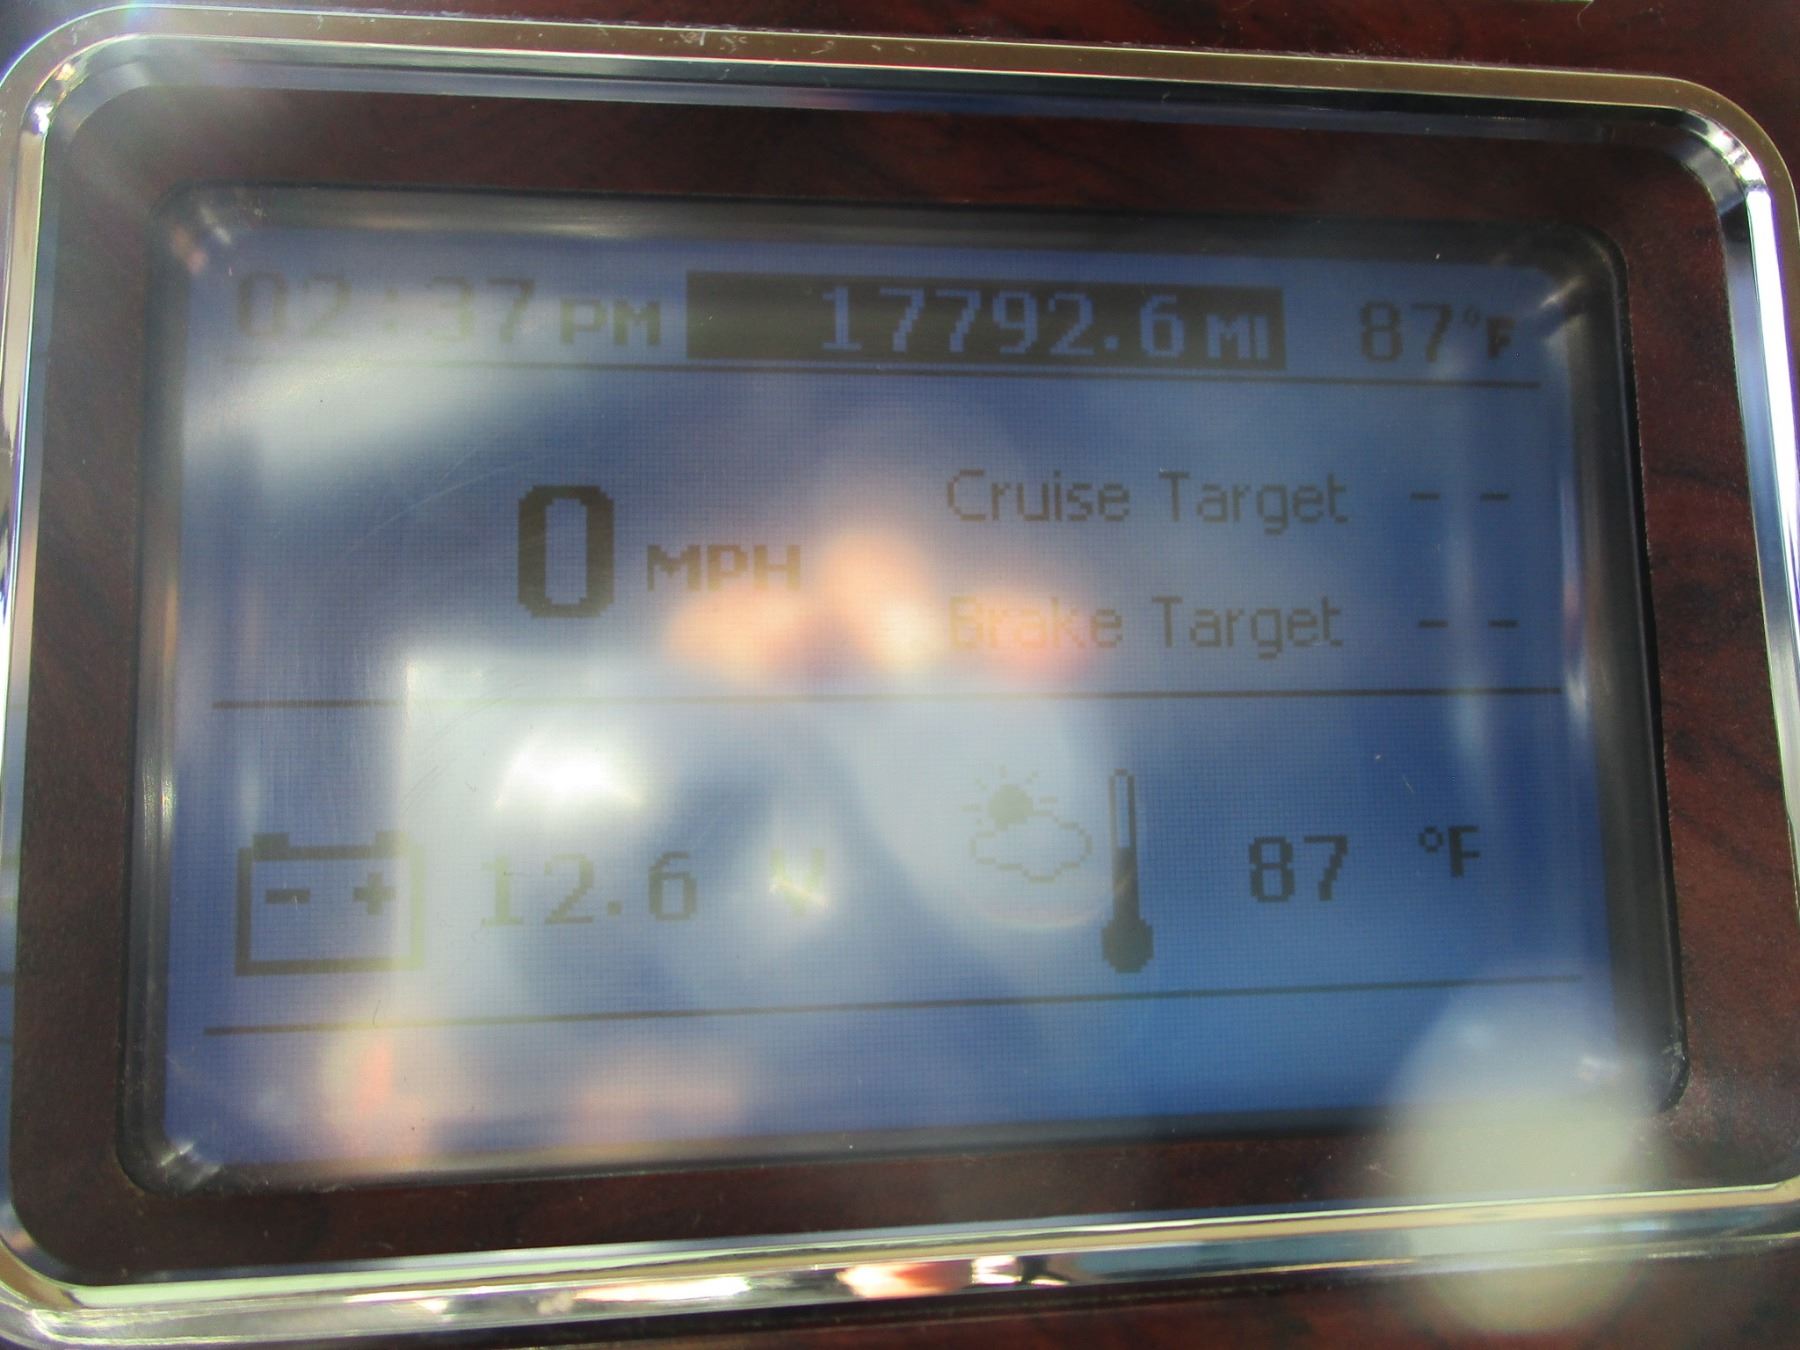 02:37 PM 17792.6 MI 87°F
0 MPH
Cruise Target - -
Brake Target - -
- + 12.6 V 87 °F